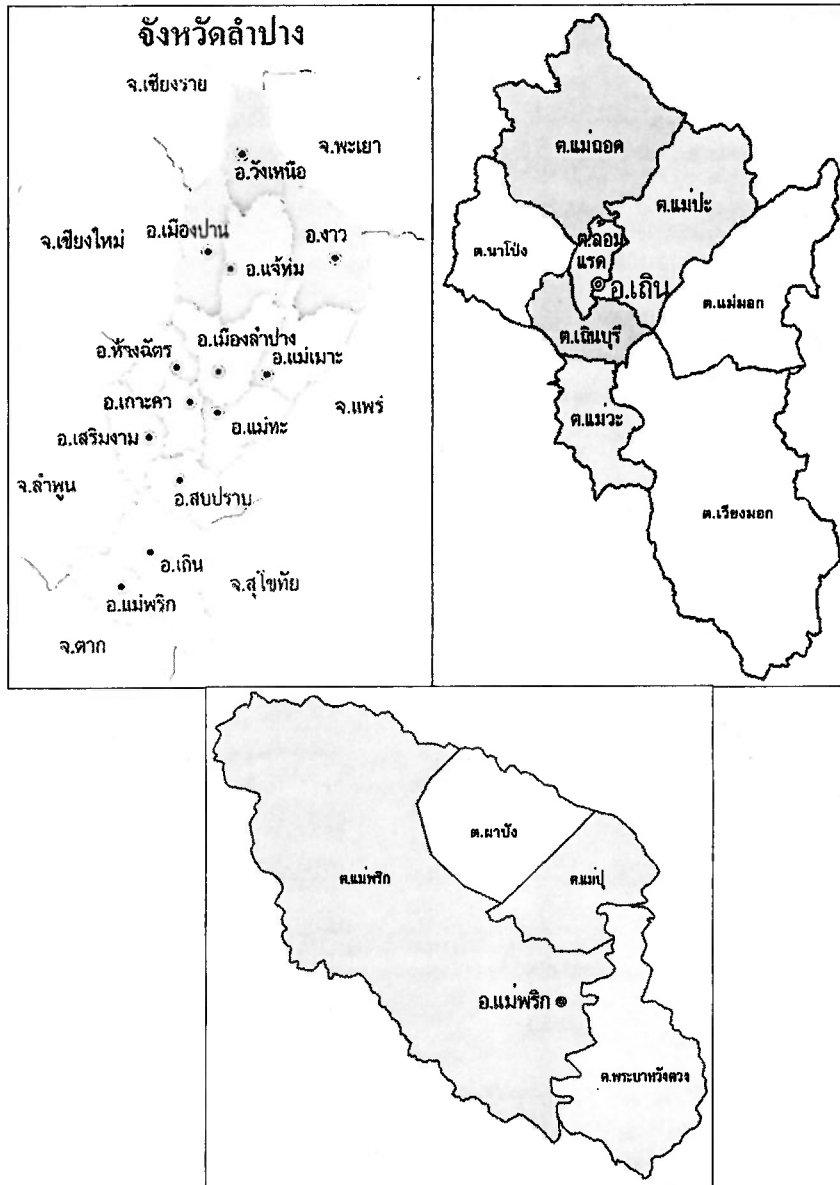 จังหวัดลำปาง
จ.เชียงราย
จ.พะเยา
อ.วังเหนือ
จ.เชียงใหม่
อ.เมืองปาน
อ.งาว
อ.แจ้ห่ม
อ.ห้างฉัตร
อ.เมืองลำปาง
อ.แม่เมาะ
อ.เกาะคา
อ.แม่ทะ
จ.แพร่
อ.เสริมงาม
จ.ลำพูน
อ.สบปราบ
อ.เถิน
จ.สุโขทัย
อ.แม่พริก
จ.ตาก
ต.แม่ถอด
ต.แม่ปะ
ต.นาโป่ง
ต.ล้อม
แรด
อ.เถิน
ต.แม่มอก
ต.เถินบุรี
ต.แม่วะ
ต.เวียงมอก
ต.ผาปัง
ต.แม่พริก
ต.แม่ปุ
อ.แม่พริก
ต.พระบาทวังตวง